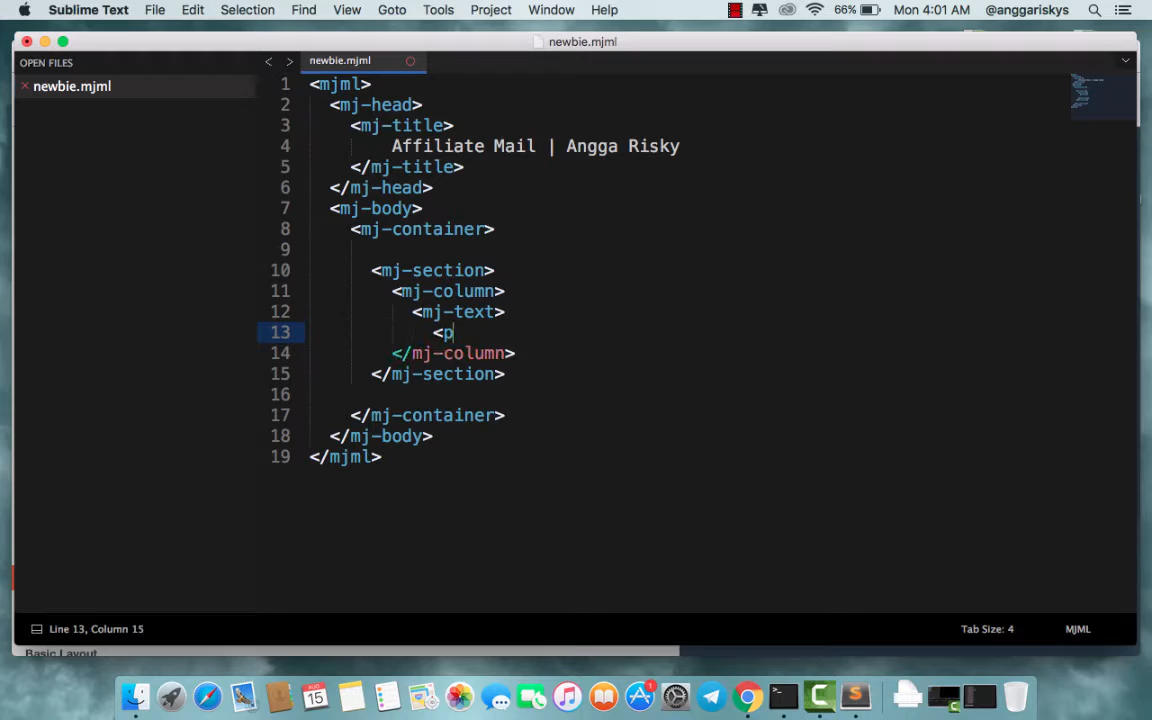 Sublime Text File Edit Selection Find View Goto Tools Project Window Help 66% Mon 4:01 AM @anggariskys
newbie.mjml
OPEN FILES
newbie.mjml
newbie.mjml
1 <mjml>
2 <mj-head>
3 <mj-title>
4 Affiliate Mail | Angga Risky
5 </mj-title>
6 </mj-head>
7 <mj-body>
8 <mj-container>
9
10 <mj-section>
11 <mj-column>
12 <mj-text>
13 <p
14 </mj-column>
15 </mj-section>
16
17 </mj-container>
18 </mj-body>
19 </mjml>
Line 13, Column 15 Tab Size: 4 MJML
Basic Layout
AUG
15
1